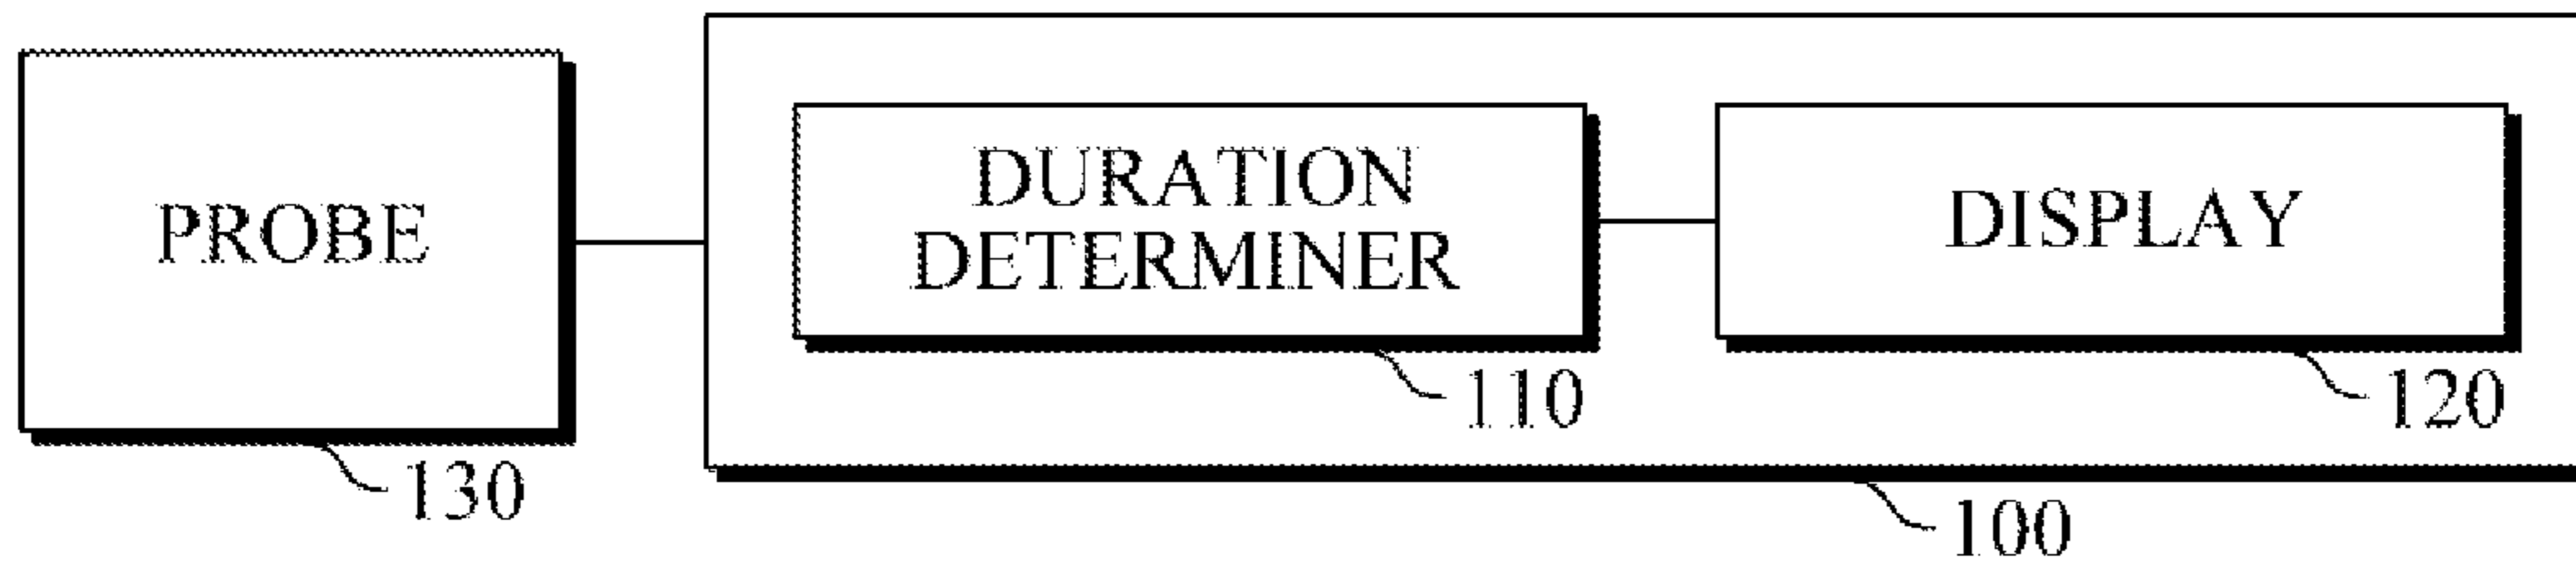 PROBE
DURATION
DETERMINER
DISPLAY
110
120
130
100